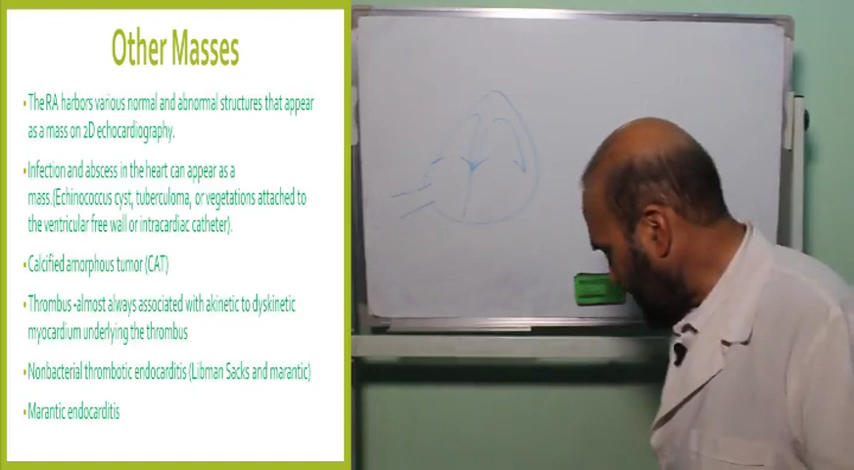 Other Masses
• The RA harbors various normal and abnormal structures that appear
as a mass on 2D echocardiography.
• Infection and abscess in the heart can appear as a
mass.(Echinococcus cyst, tuberculoma, or vegetations attached to
the ventricular free wall or intracardiac catheter).
• Calcified amorphous tumor (CAT)
• Thrombus -almost always associated with akinetic to dyskinetic
myocardium underlying the thrombus
• Nonbacterial thrombotic endocarditis (Libman Sacks and marantic)
• Marantic endocarditis